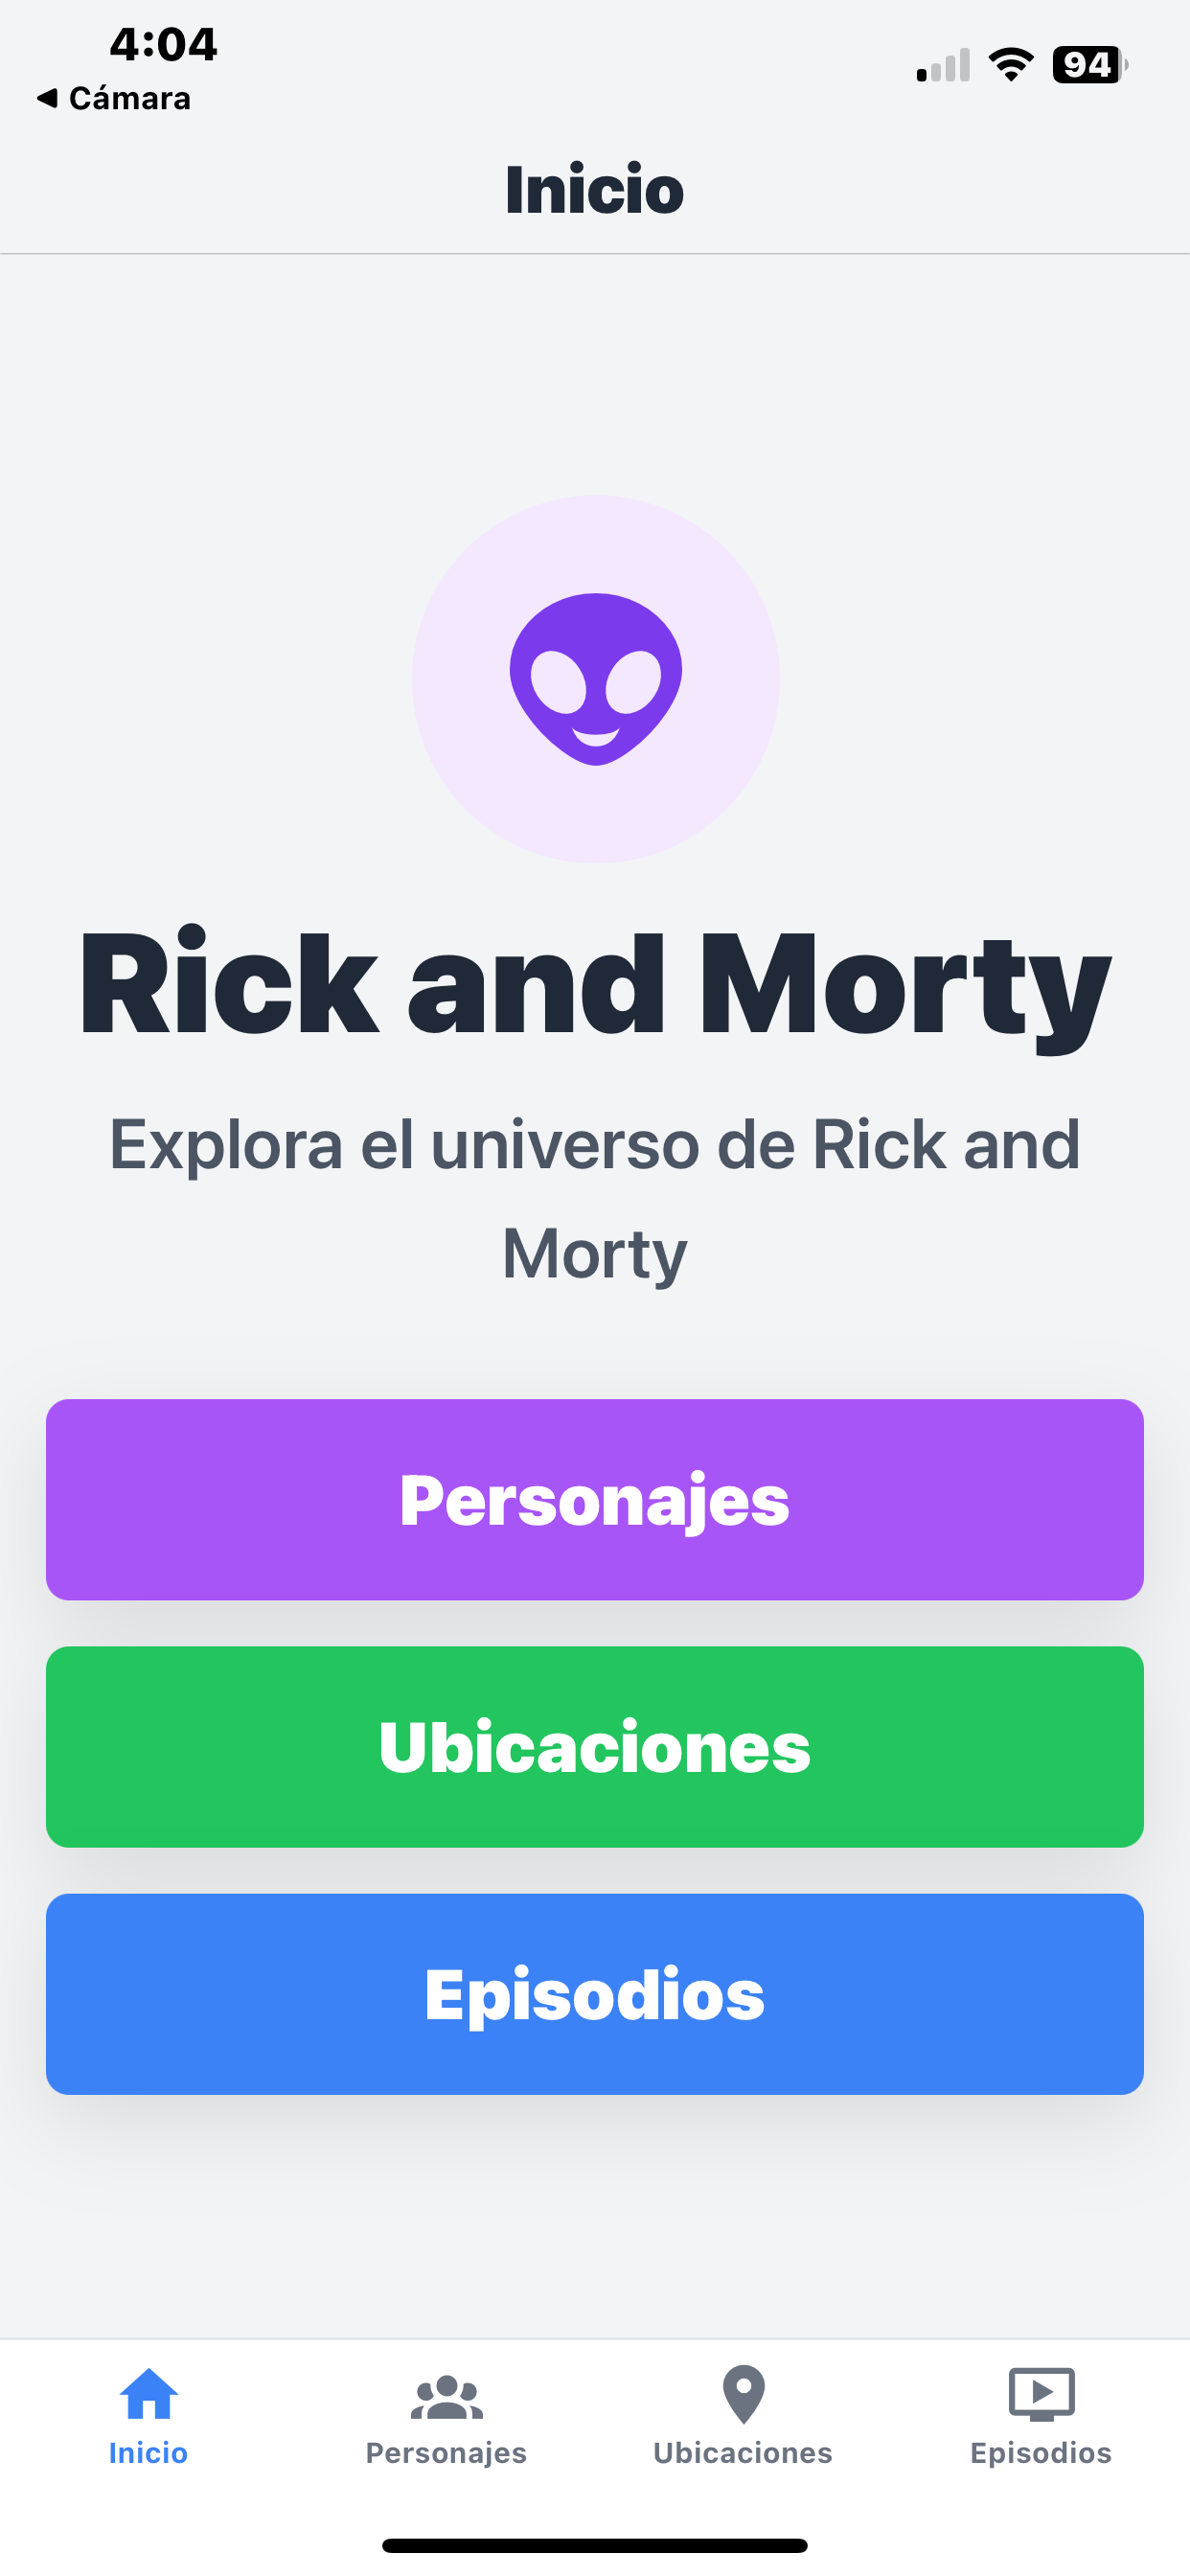 4:04
94
Cámara
Inicio
Rick and Morty
Explora el universo de Rick and
Morty
Personajes
Ubicaciones
Episodios
Inicio
Personajes
Ubicaciones
Episodios